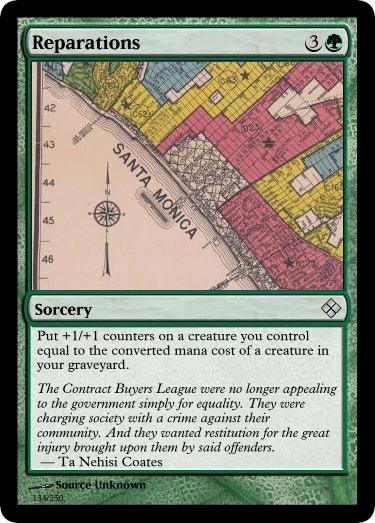 Reparations 3
SANTA MONICA
42
43
44
45
46
Sorcery
Put +1/+1 counters on a creature you control
equal to the converted mana cost of a creature in
your graveyard.
The Contract Buyers League were no longer appealing
to the government simply for equality. They were
charging society with a crime against their
community. And they wanted restitution for the great
injury brought upon them by said offenders.
— Ta Nehisi Coates
Source Unknown
134/250